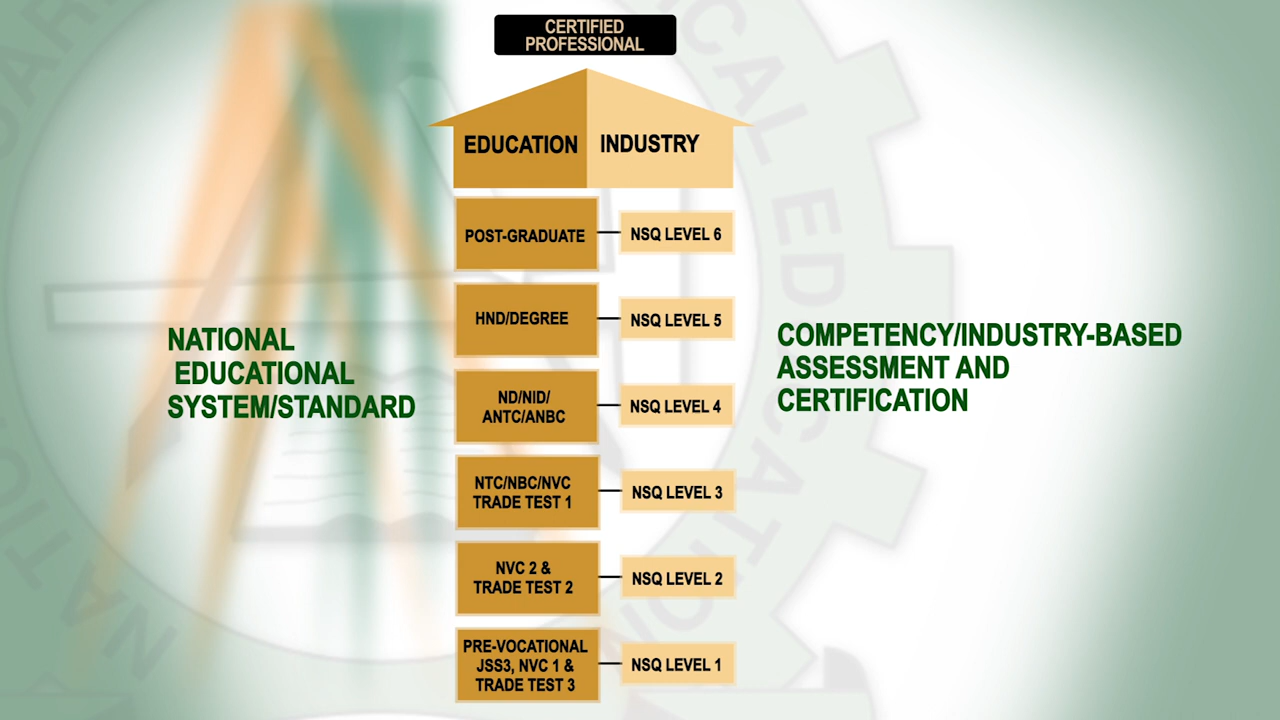 CERTIFIED
PROFESSIONAL
EDUCATION
INDUSTRY
POST-GRADUATE
NSQ LEVEL 6
HND/DEGREE
NSQ LEVEL 5
NATIONAL
EDUCATIONAL
SYSTEM/STANDARD
COMPETENCY/INDUSTRY-BASED
ASSESSMENT AND
CERTIFICATION
ND/NID/
ANTC/ANBC
NSQ LEVEL 4
NTC/NBC/NVC
TRADE TEST 1
NSQ LEVEL 3
NVC 2 &
TRADE TEST 2
NSQ LEVEL 2
PRE-VOCATIONAL
JSS3, NVC 1 &
TRADE TEST 3
NSQ LEVEL 1